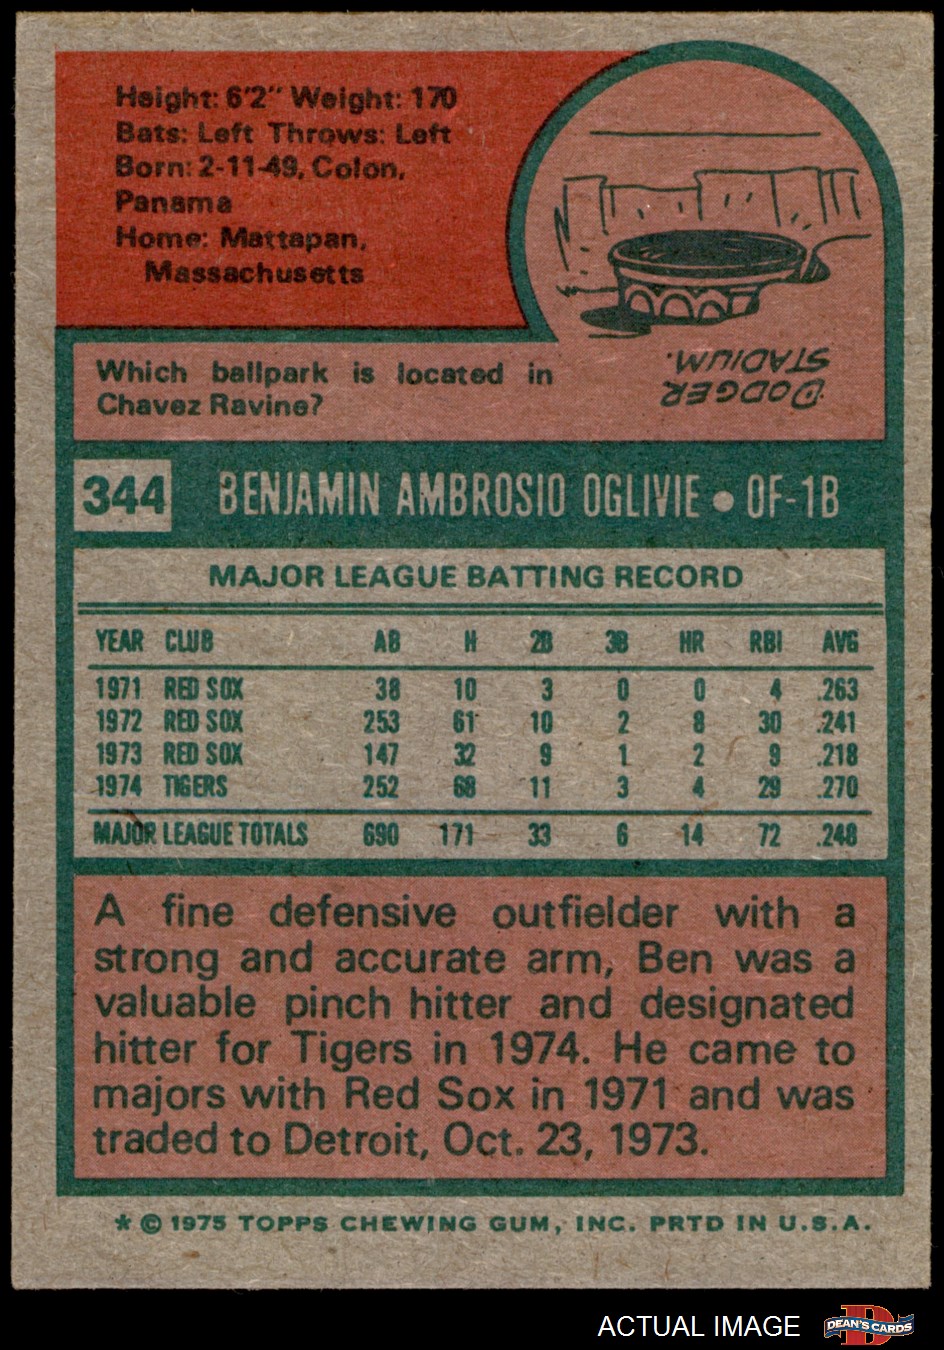 Height: 6'2" Weight: 170
Bats: Left Throws: Left
Born: 2-11-49, Colon,
Panama
Home: Mattapan,
Massachusetts
Which ballpark is located in
Chavez Ravine?
DODGER
STADIUM.
344 BENJAMIN AMBROSIO OGLIVIE • OF-1B
MAJOR LEAGUE BATTING RECORD
YEAR CLUB AB H 2B 3B HR RBI AVG
1971 RED SOX 38 10 3 0 0 4 .263
1972 RED SOX 253 61 10 2 8 30 .241
1973 RED SOX 147 32 9 1 2 9 .218
1974 TIGERS 252 68 11 3 4 29 .270
MAJOR LEAGUE TOTALS 690 171 33 6 14 72 .248
A fine defensive outfielder with a
strong and accurate arm, Ben was a
valuable pinch hitter and designated
hitter for Tigers in 1974. He came to
majors with Red Sox in 1971 and was
traded to Detroit, Oct. 23, 1973.
* © 1975 TOPPS CHEWING GUM, INC. PRTD IN U.S.A.
ACTUAL IMAGE
D
DEAN'S CARDS